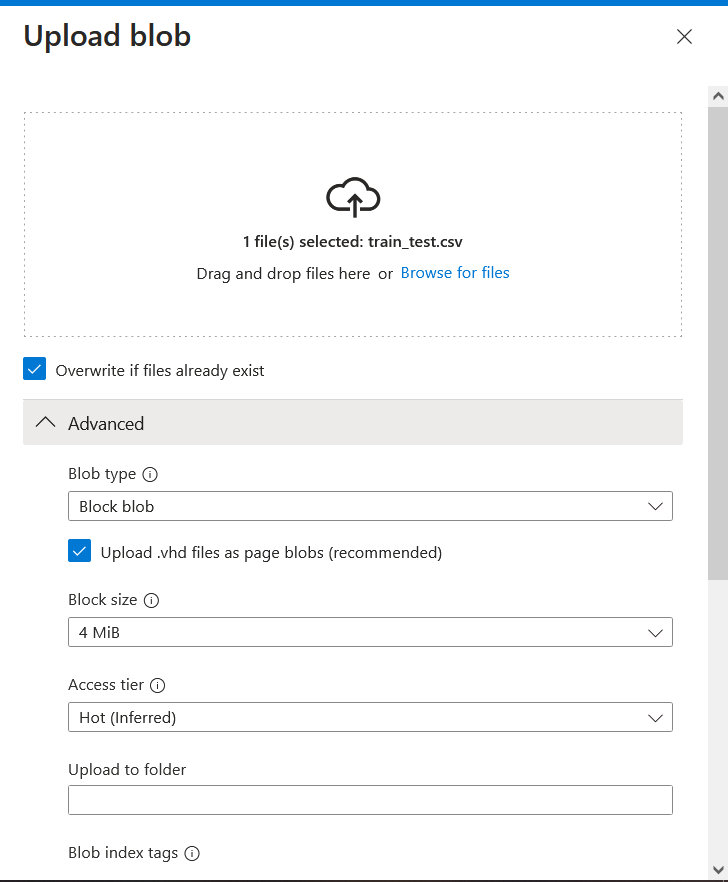 Upload blob
1 file(s) selected: train_test.csv
Drag and drop files here or Browse for files
Overwrite if files already exist
Advanced
Blob type
Block blob
Upload .vhd files as page blobs (recommended)
Block size
4 MiB
Access tier
Hot (Inferred)
Upload to folder
Blob index tags